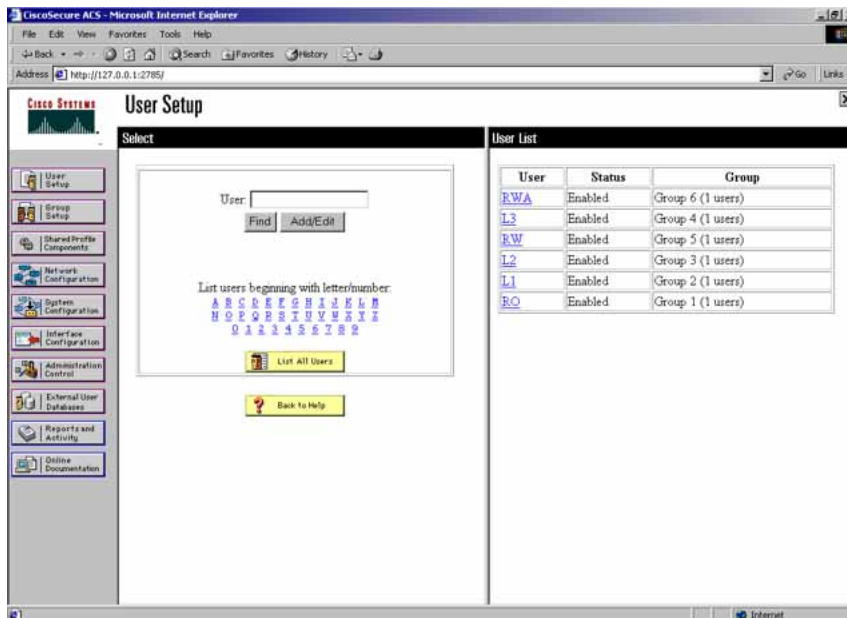 CiscoSecure ACS - Microsoft Internet Explorer
File Edit View Favorites Tools Help
Back Search Favorites History
Address http://127.0.0.1:2785/ Go Links
CISCO SYSTEMS
User Setup
Select
User Setup
Group Setup
Shared Profile Components
Network Configuration
System Configuration
Interface Configuration
Administration Control
External User Databases
Reports and Activity
Online Documentation
User:
Find Add/Edit
List users beginning with letter/number:
A B C D E F G H I J K L M
N O P Q R S T U V W X Y Z
0 1 2 3 4 5 6 7 8 9
List All Users
Back to Help
User List
User Status Group
RWA Enabled Group 6 (1 users)
L3 Enabled Group 4 (1 users)
RW Enabled Group 5 (1 users)
L2 Enabled Group 3 (1 users)
L1 Enabled Group 2 (1 users)
RO Enabled Group 1 (1 users)
Internet